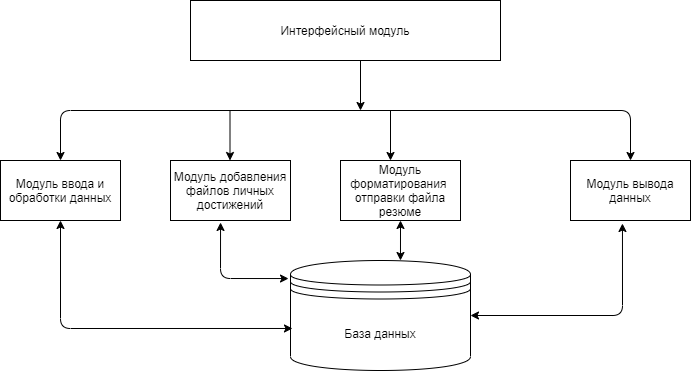 Интерфейсный модуль
Модуль ввода и
обработки данных
Модуль добавления
файлов личных
достижений
Модуль
форматирования
отправки файла
резюме
Модуль вывода
данных
База данных